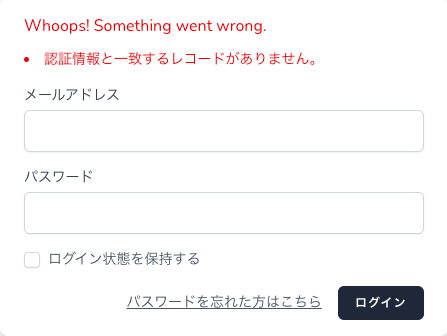 Whoops! Something went wrong.
• 認証情報と一致するレコードがありません。
メールアドレス
パスワード
ログイン状態を保持する
パスワードを忘れた方はこちら
ログイン